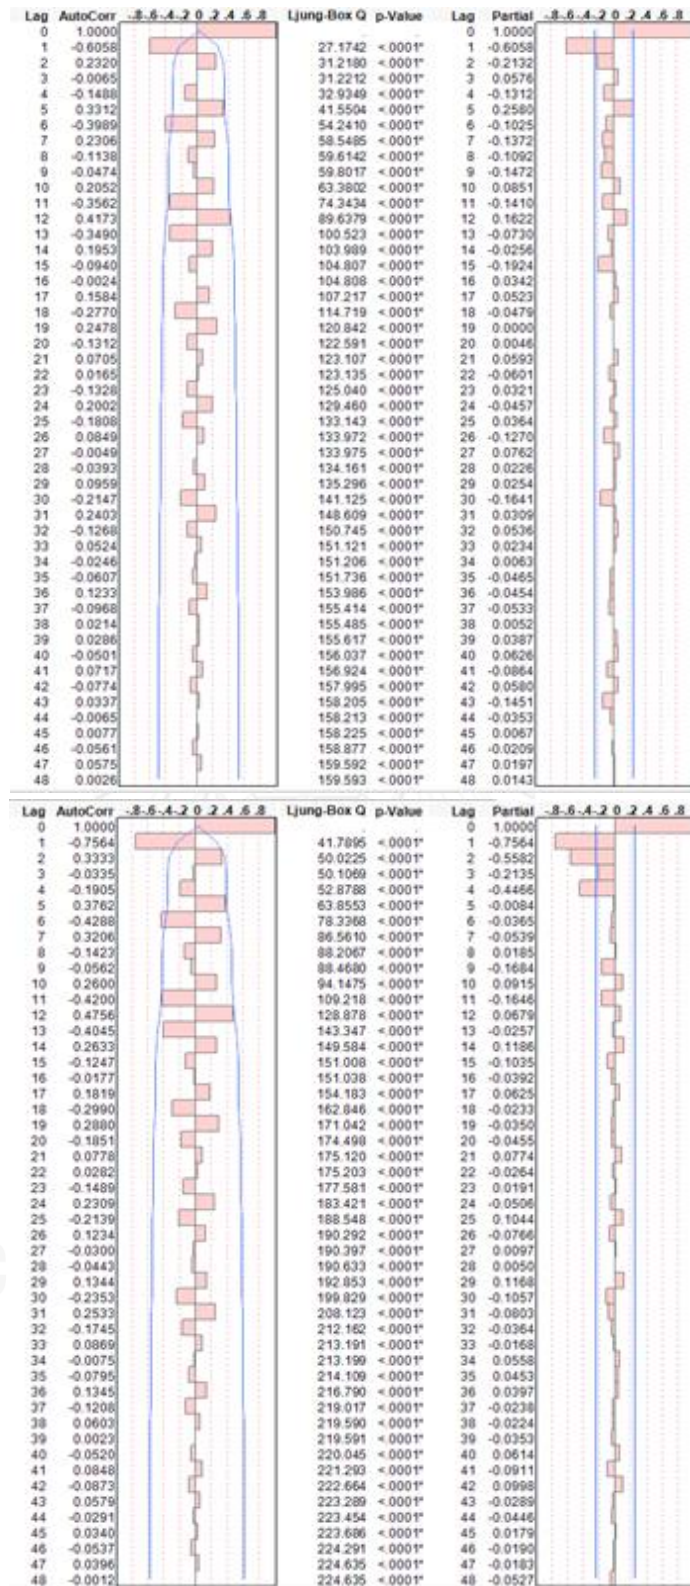 Lag AutoCorr -.8-.6-.4-.2 0 .2 .4 .6 .8 Ljung-Box Q p-Value Lag Partial -.8-.6-.4-.2 0 .2 .4 .6 .8
0 1.0000 . . 0 1.0000
1 -0.6058 27.1742 <.0001* 1 -0.6058
2 0.2320 31.2180 <.0001* 2 -0.2132
3 -0.0065 31.2212 <.0001* 3 0.0576
4 -0.1488 32.9349 <.0001* 4 -0.1312
5 0.3312 41.5504 <.0001* 5 0.2580
6 -0.3989 54.2410 <.0001* 6 -0.1025
7 0.2306 58.5485 <.0001* 7 -0.1372
8 -0.1138 59.6142 <.0001* 8 -0.1092
9 -0.0474 59.8017 <.0001* 9 -0.1472
10 0.2052 63.3802 <.0001* 10 0.0851
11 -0.3562 74.3434 <.0001* 11 -0.1410
12 0.4173 89.6379 <.0001* 12 0.1622
13 -0.3490 100.523 <.0001* 13 -0.0730
14 0.1953 103.989 <.0001* 14 -0.0256
15 -0.0940 104.807 <.0001* 15 -0.1924
16 -0.0024 104.808 <.0001* 16 0.0342
17 0.1584 107.217 <.0001* 17 0.0523
18 -0.2770 114.719 <.0001* 18 -0.0479
19 0.2478 120.842 <.0001* 19 0.0000
20 -0.1312 122.591 <.0001* 20 0.0046
21 0.0705 123.107 <.0001* 21 0.0593
22 0.0165 123.135 <.0001* 22 -0.0601
23 -0.1328 125.040 <.0001* 23 0.0321
24 0.2002 129.460 <.0001* 24 -0.0457
25 -0.1808 133.143 <.0001* 25 0.0364
26 0.0849 133.972 <.0001* 26 -0.1270
27 -0.0049 133.975 <.0001* 27 0.0762
28 -0.0393 134.161 <.0001* 28 0.0226
29 0.0959 135.296 <.0001* 29 0.0254
30 -0.2147 141.125 <.0001* 30 -0.1641
31 0.2403 148.609 <.0001* 31 0.0309
32 -0.1268 150.745 <.0001* 32 0.0536
33 0.0524 151.121 <.0001* 33 0.0234
34 -0.0246 151.206 <.0001* 34 0.0063
35 -0.0607 151.736 <.0001* 35 -0.0465
36 0.1233 153.986 <.0001* 36 -0.0454
37 -0.0968 155.414 <.0001* 37 -0.0533
38 0.0214 155.485 <.0001* 38 0.0052
39 0.0286 155.617 <.0001* 39 0.0387
40 -0.0501 156.037 <.0001* 40 0.0626
41 0.0717 156.924 <.0001* 41 -0.0864
42 -0.0774 157.995 <.0001* 42 0.0580
43 0.0337 158.205 <.0001* 43 -0.1451
44 -0.0065 158.213 <.0001* 44 -0.0353
45 0.0077 158.225 <.0001* 45 0.0067
46 -0.0561 158.877 <.0001* 46 -0.0209
47 0.0575 159.592 <.0001* 47 0.0197
48 0.0026 159.593 <.0001* 48 0.0143
Lag AutoCorr -.8-.6-.4-.2 0 .2 .4 .6 .8 Ljung-Box Q p-Value Lag Partial -.8-.6-.4-.2 0 .2 .4 .6 .8
0 1.0000 . . 0 1.0000
1 -0.7564 41.7895 <.0001* 1 -0.7564
2 0.3333 50.0225 <.0001* 2 -0.5582
3 -0.0335 50.1069 <.0001* 3 -0.2135
4 -0.1905 52.8788 <.0001* 4 -0.4466
5 0.3762 63.8553 <.0001* 5 -0.0084
6 -0.4288 78.3368 <.0001* 6 -0.0365
7 0.3206 86.5610 <.0001* 7 -0.0539
8 -0.1423 88.2067 <.0001* 8 0.0185
9 -0.0562 88.4680 <.0001* 9 -0.1684
10 0.2600 94.1475 <.0001* 10 0.0915
11 -0.4200 109.218 <.0001* 11 -0.1646
12 0.4756 128.878 <.0001* 12 0.0679
13 -0.4045 143.347 <.0001* 13 -0.0257
14 0.2633 149.584 <.0001* 14 0.1186
15 -0.1247 151.008 <.0001* 15 -0.1035
16 -0.0177 151.038 <.0001* 16 -0.0392
17 0.1819 154.183 <.0001* 17 0.0625
18 -0.2990 162.846 <.0001* 18 -0.0233
19 0.2880 171.042 <.0001* 19 -0.0350
20 -0.1851 174.498 <.0001* 20 -0.0455
21 0.0778 175.120 <.0001* 21 0.0774
22 0.0282 175.203 <.0001* 22 -0.0264
23 -0.1489 177.581 <.0001* 23 0.0191
24 0.2309 183.421 <.0001* 24 -0.0506
25 -0.2139 188.548 <.0001* 25 0.1044
26 0.1234 190.292 <.0001* 26 -0.0766
27 -0.0300 190.397 <.0001* 27 0.0097
28 -0.0443 190.633 <.0001* 28 0.0050
29 0.1344 192.853 <.0001* 29 0.1168
30 -0.2353 199.829 <.0001* 30 -0.1057
31 0.2533 208.123 <.0001* 31 -0.0803
32 -0.1745 212.162 <.0001* 32 -0.0364
33 0.0869 213.191 <.0001* 33 -0.0168
34 -0.0075 213.199 <.0001* 34 0.0558
35 -0.0795 214.109 <.0001* 35 0.0453
36 0.1345 216.790 <.0001* 36 0.0397
37 -0.1208 219.017 <.0001* 37 -0.0238
38 0.0603 219.590 <.0001* 38 -0.0224
39 0.0023 219.591 <.0001* 39 -0.0353
40 -0.0520 220.045 <.0001* 40 0.0614
41 0.0848 221.293 <.0001* 41 -0.0911
42 -0.0873 222.664 <.0001* 42 0.0998
43 0.0579 223.289 <.0001* 43 -0.0289
44 -0.0291 223.454 <.0001* 44 -0.0446
45 0.0340 223.686 <.0001* 45 0.0179
46 -0.0537 224.291 <.0001* 46 -0.0190
47 0.0396 224.635 <.0001* 47 -0.0183
48 -0.0012 224.635 <.0001* 48 -0.0527